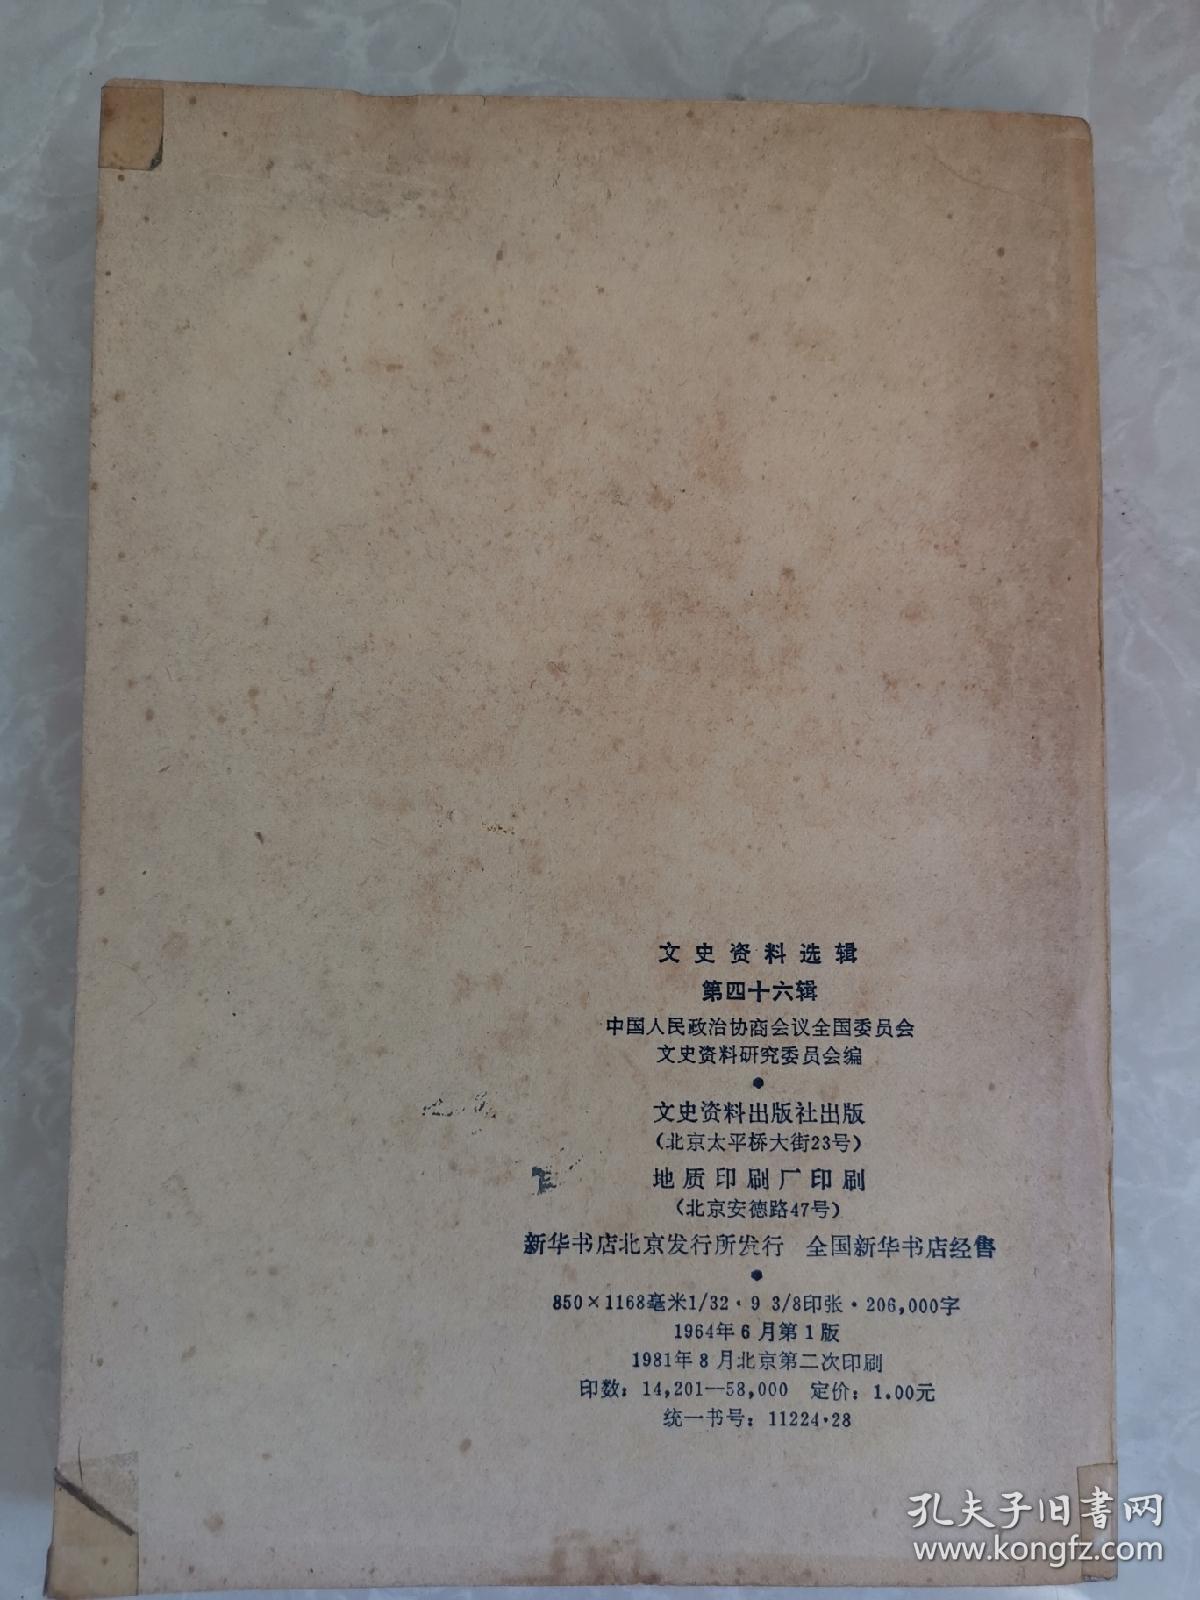 文史资料选辑
第四十六辑
中国人民政治协商会议全国委员会
文史资料研究委员会编
●
文史资料出版社出版
（北京太平桥大街23号）
地质印刷厂印刷
（北京安德路47号）
新华书店北京发行所发行 全国新华书店经售
●
850×1168毫米1/32·9 3/8印张·206,000字
1964年6月第1版
1981年8月北京第二次印刷
印数：14,201—58,000 定价：1.00元
统一书号：11224·28
孔夫子旧书网
www.kongfz.com